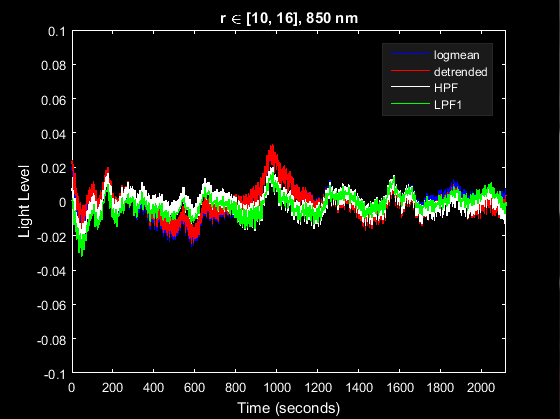 r ∈ [10, 16], 850 nm
0.1
0.08
0.06
0.04
0.02
0
-0.02
-0.04
-0.06
-0.08
-0.1
Light Level
logmean
detrended
HPF
LPF1
0 200 400 600 800 1000 1200 1400 1600 1800 2000
Time (seconds)